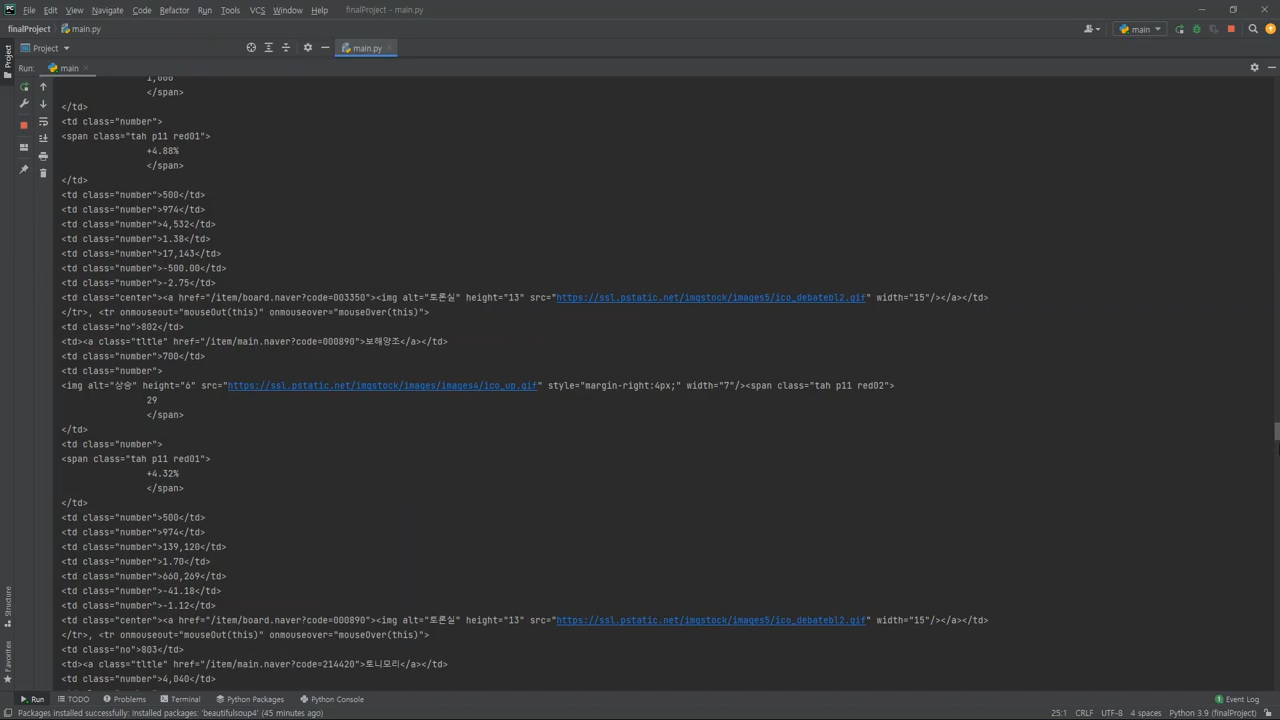 File Edit View Navigate Code Refactor Run Tools VCS Window Help finalProject - main.py
finalProject main.py main
Project main.py
Run: main
1,000
</span>
</td>
<td class="number">
<span class="tah p11 red01">
+4.88%
</span>
</td>
<td class="number">500</td>
<td class="number">974</td>
<td class="number">4,532</td>
<td class="number">1.38</td>
<td class="number">17,143</td>
<td class="number">-500.00</td>
<td class="number">-2.75</td>
<td class="center"><a href="/item/board.naver?code=003350"><img alt="토론실" height="13" src="https://ssl.pstatic.net/imgstock/images5/ico_debatebl2.gif" width="15"/></a></td>
</tr>, <tr onmouseout="mouseOut(this)" onmouseover="mouseOver(this)">
<td class="no">802</td>
<td><a class="tltle" href="/item/main.naver?code=000890">보해양조</a></td>
<td class="number">700</td>
<td class="number">
<img alt="상승" height="6" src="https://ssl.pstatic.net/imgstock/images/images4/ico_up.gif" style="margin-right:4px;" width="7"/><span class="tah p11 red02">
29
</span>
</td>
<td class="number">
<span class="tah p11 red01">
+4.32%
</span>
</td>
<td class="number">500</td>
<td class="number">974</td>
<td class="number">139,120</td>
<td class="number">1.70</td>
<td class="number">660,269</td>
<td class="number">-41.18</td>
<td class="number">-1.12</td>
<td class="center"><a href="/item/board.naver?code=000890"><img alt="토론실" height="13" src="https://ssl.pstatic.net/imgstock/images5/ico_debatebl2.gif" width="15"/></a></td>
</tr>, <tr onmouseout="mouseOut(this)" onmouseover="mouseOver(this)">
<td class="no">803</td>
<td><a class="tltle" href="/item/main.naver?code=214420">토니모리</a></td>
<td class="number">4,040</td>
Project
Structure
Favorites
Run TODO Problems Terminal Python Packages Python Console Event Log
Packages installed successfully: Installed packages: 'beautifulsoup4' (45 minutes ago) 25:1 CRLF UTF-8 4 spaces Python 3.9 (finalProject)